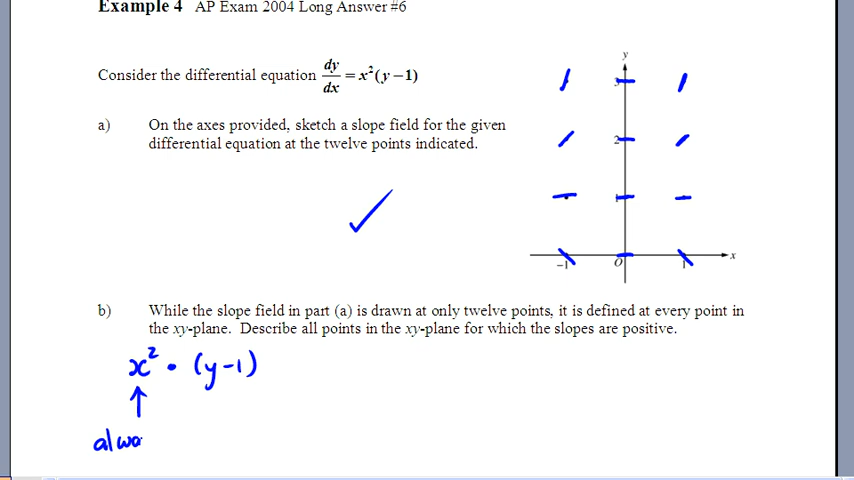 Example 4 AP Exam 2004 Long Answer #6
Consider the differential equation dy/dx = x²(y−1)
a) On the axes provided, sketch a slope field for the given
differential equation at the twelve points indicated.
y
3
2
1
−1 O 1 x
b) While the slope field in part (a) is drawn at only twelve points, it is defined at every point in
the xy-plane. Describe all points in the xy-plane for which the slopes are positive.
x² • (y−1)
alwa